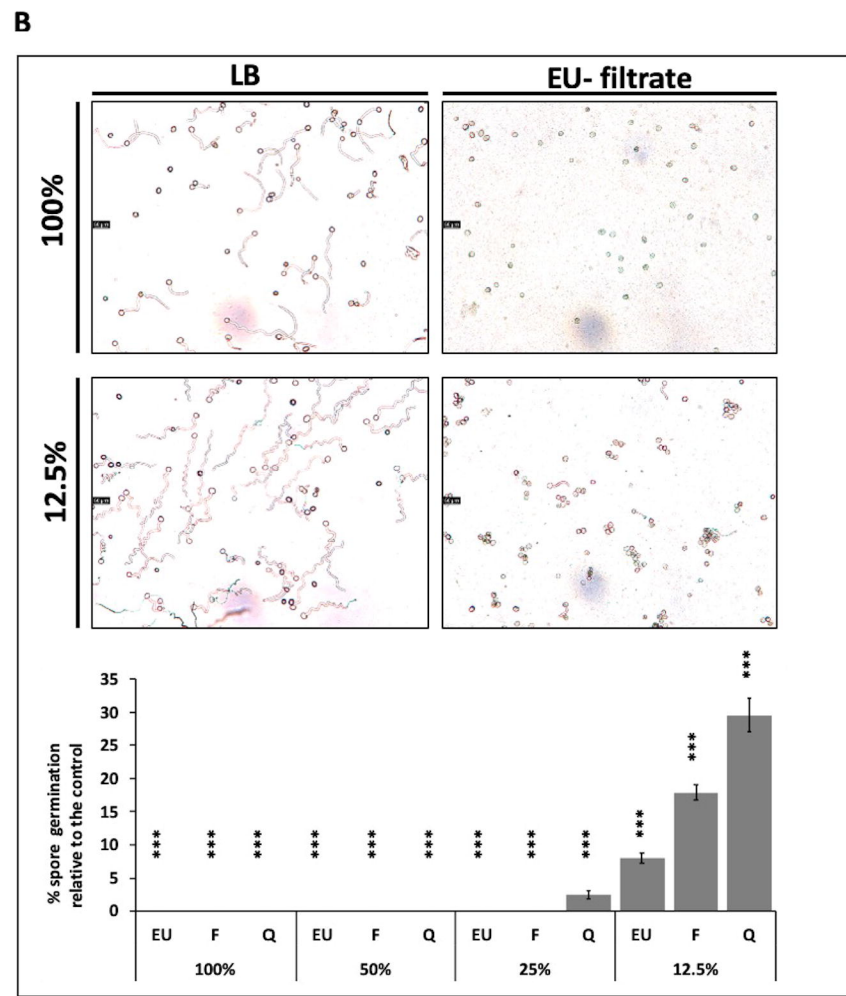 B
LB
EU- filtrate
100%
12.5%
35
30
25
20
15
10
5
0
% spore germination
relative to the control
*** *** *** *** *** *** *** *** *** *** *** ***
EU F Q EU F Q EU F Q EU F Q
100% 50% 25% 12.5%